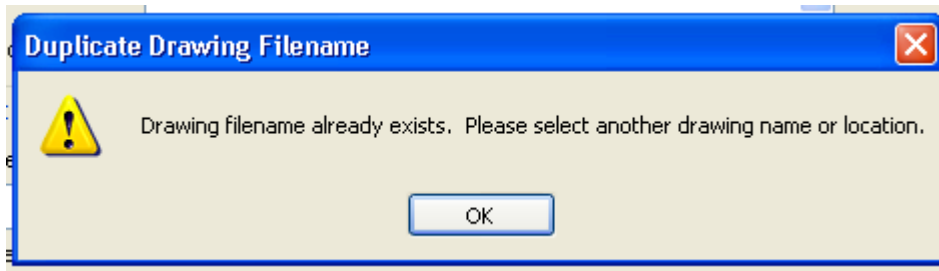 Duplicate Drawing Filename
Drawing filename already exists.  Please select another drawing name or location.
OK